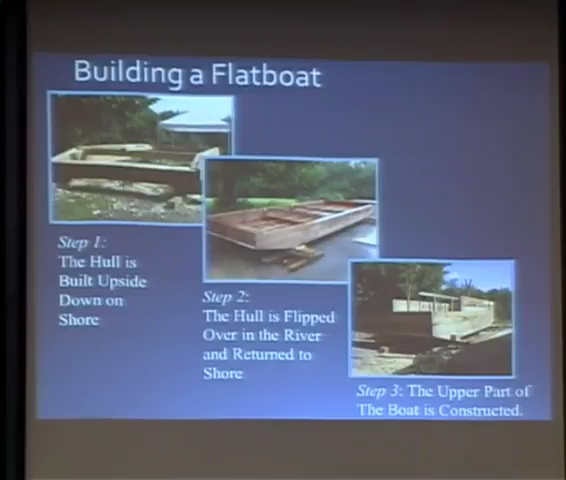 Building a Flatboat
Step 1:
The Hull is
Built Upside
Down on
Shore
Step 2:
The Hull is Flipped
Over in the River
and Returned to
Shore
Step 3: The Upper Part of
The Boat is Constructed.